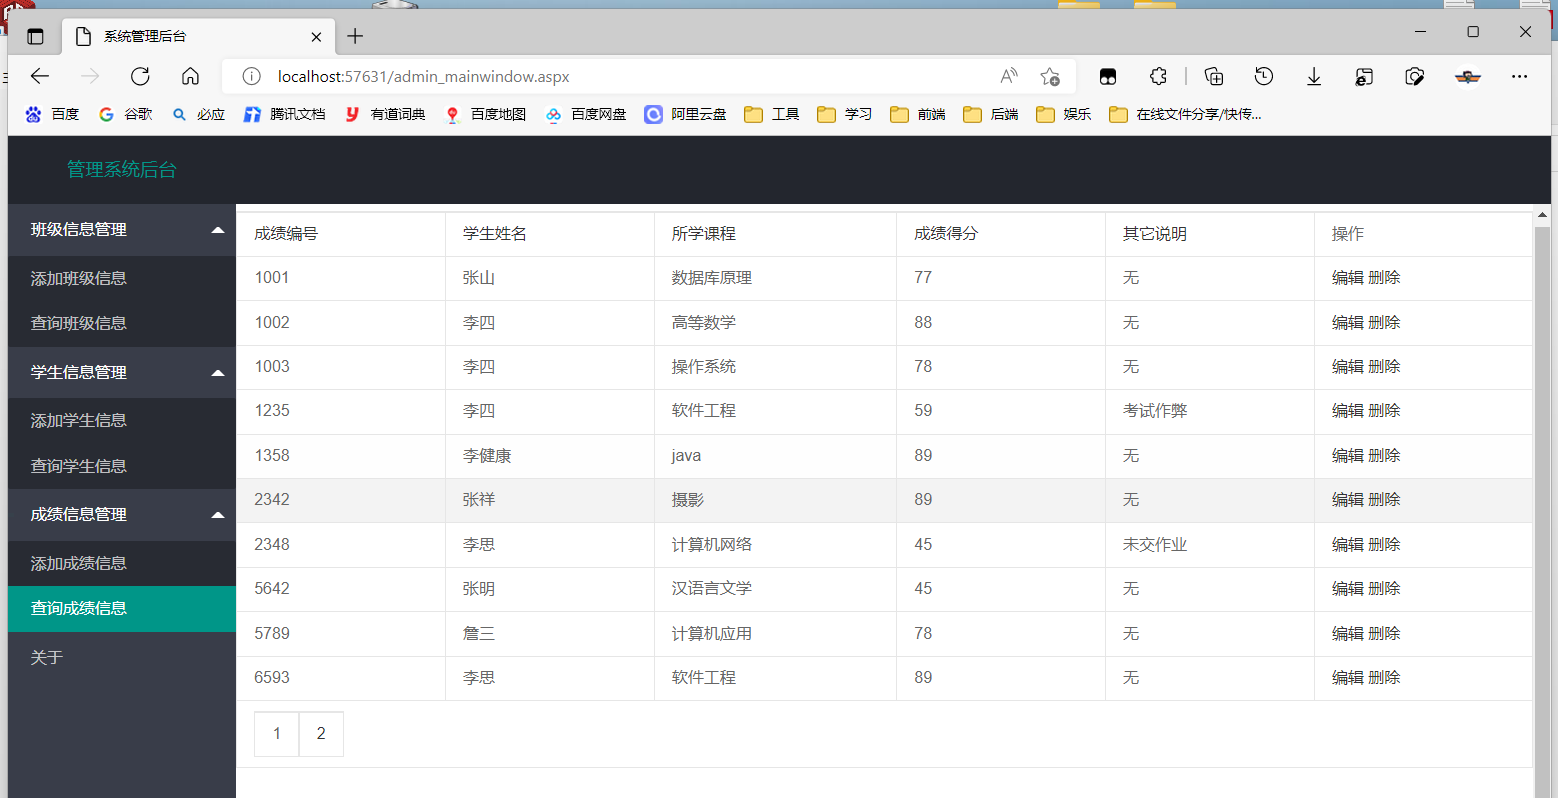 系统管理后台
localhost:57631/admin_mainwindow.aspx
百度 谷歌 必应 腾讯文档 有道词典 百度地图 百度网盘 阿里云盘 工具 学习 前端 后端 娱乐 在线文件分享/快传...
管理系统后台
班级信息管理
添加班级信息
查询班级信息
学生信息管理
添加学生信息
查询学生信息
成绩信息管理
添加成绩信息
查询成绩信息
关于
成绩编号 学生姓名 所学课程 成绩得分 其它说明 操作
1001 张山 数据库原理 77 无 编辑 删除
1002 李四 高等数学 88 无 编辑 删除
1003 李四 操作系统 78 无 编辑 删除
1235 李四 软件工程 59 考试作弊 编辑 删除
1358 李健康 java 89 无 编辑 删除
2342 张祥 摄影 89 无 编辑 删除
2348 李思 计算机网络 45 未交作业 编辑 删除
5642 张明 汉语言文学 45 无 编辑 删除
5789 詹三 计算机应用 78 无 编辑 删除
6593 李思 软件工程 89 无 编辑 删除
1 2